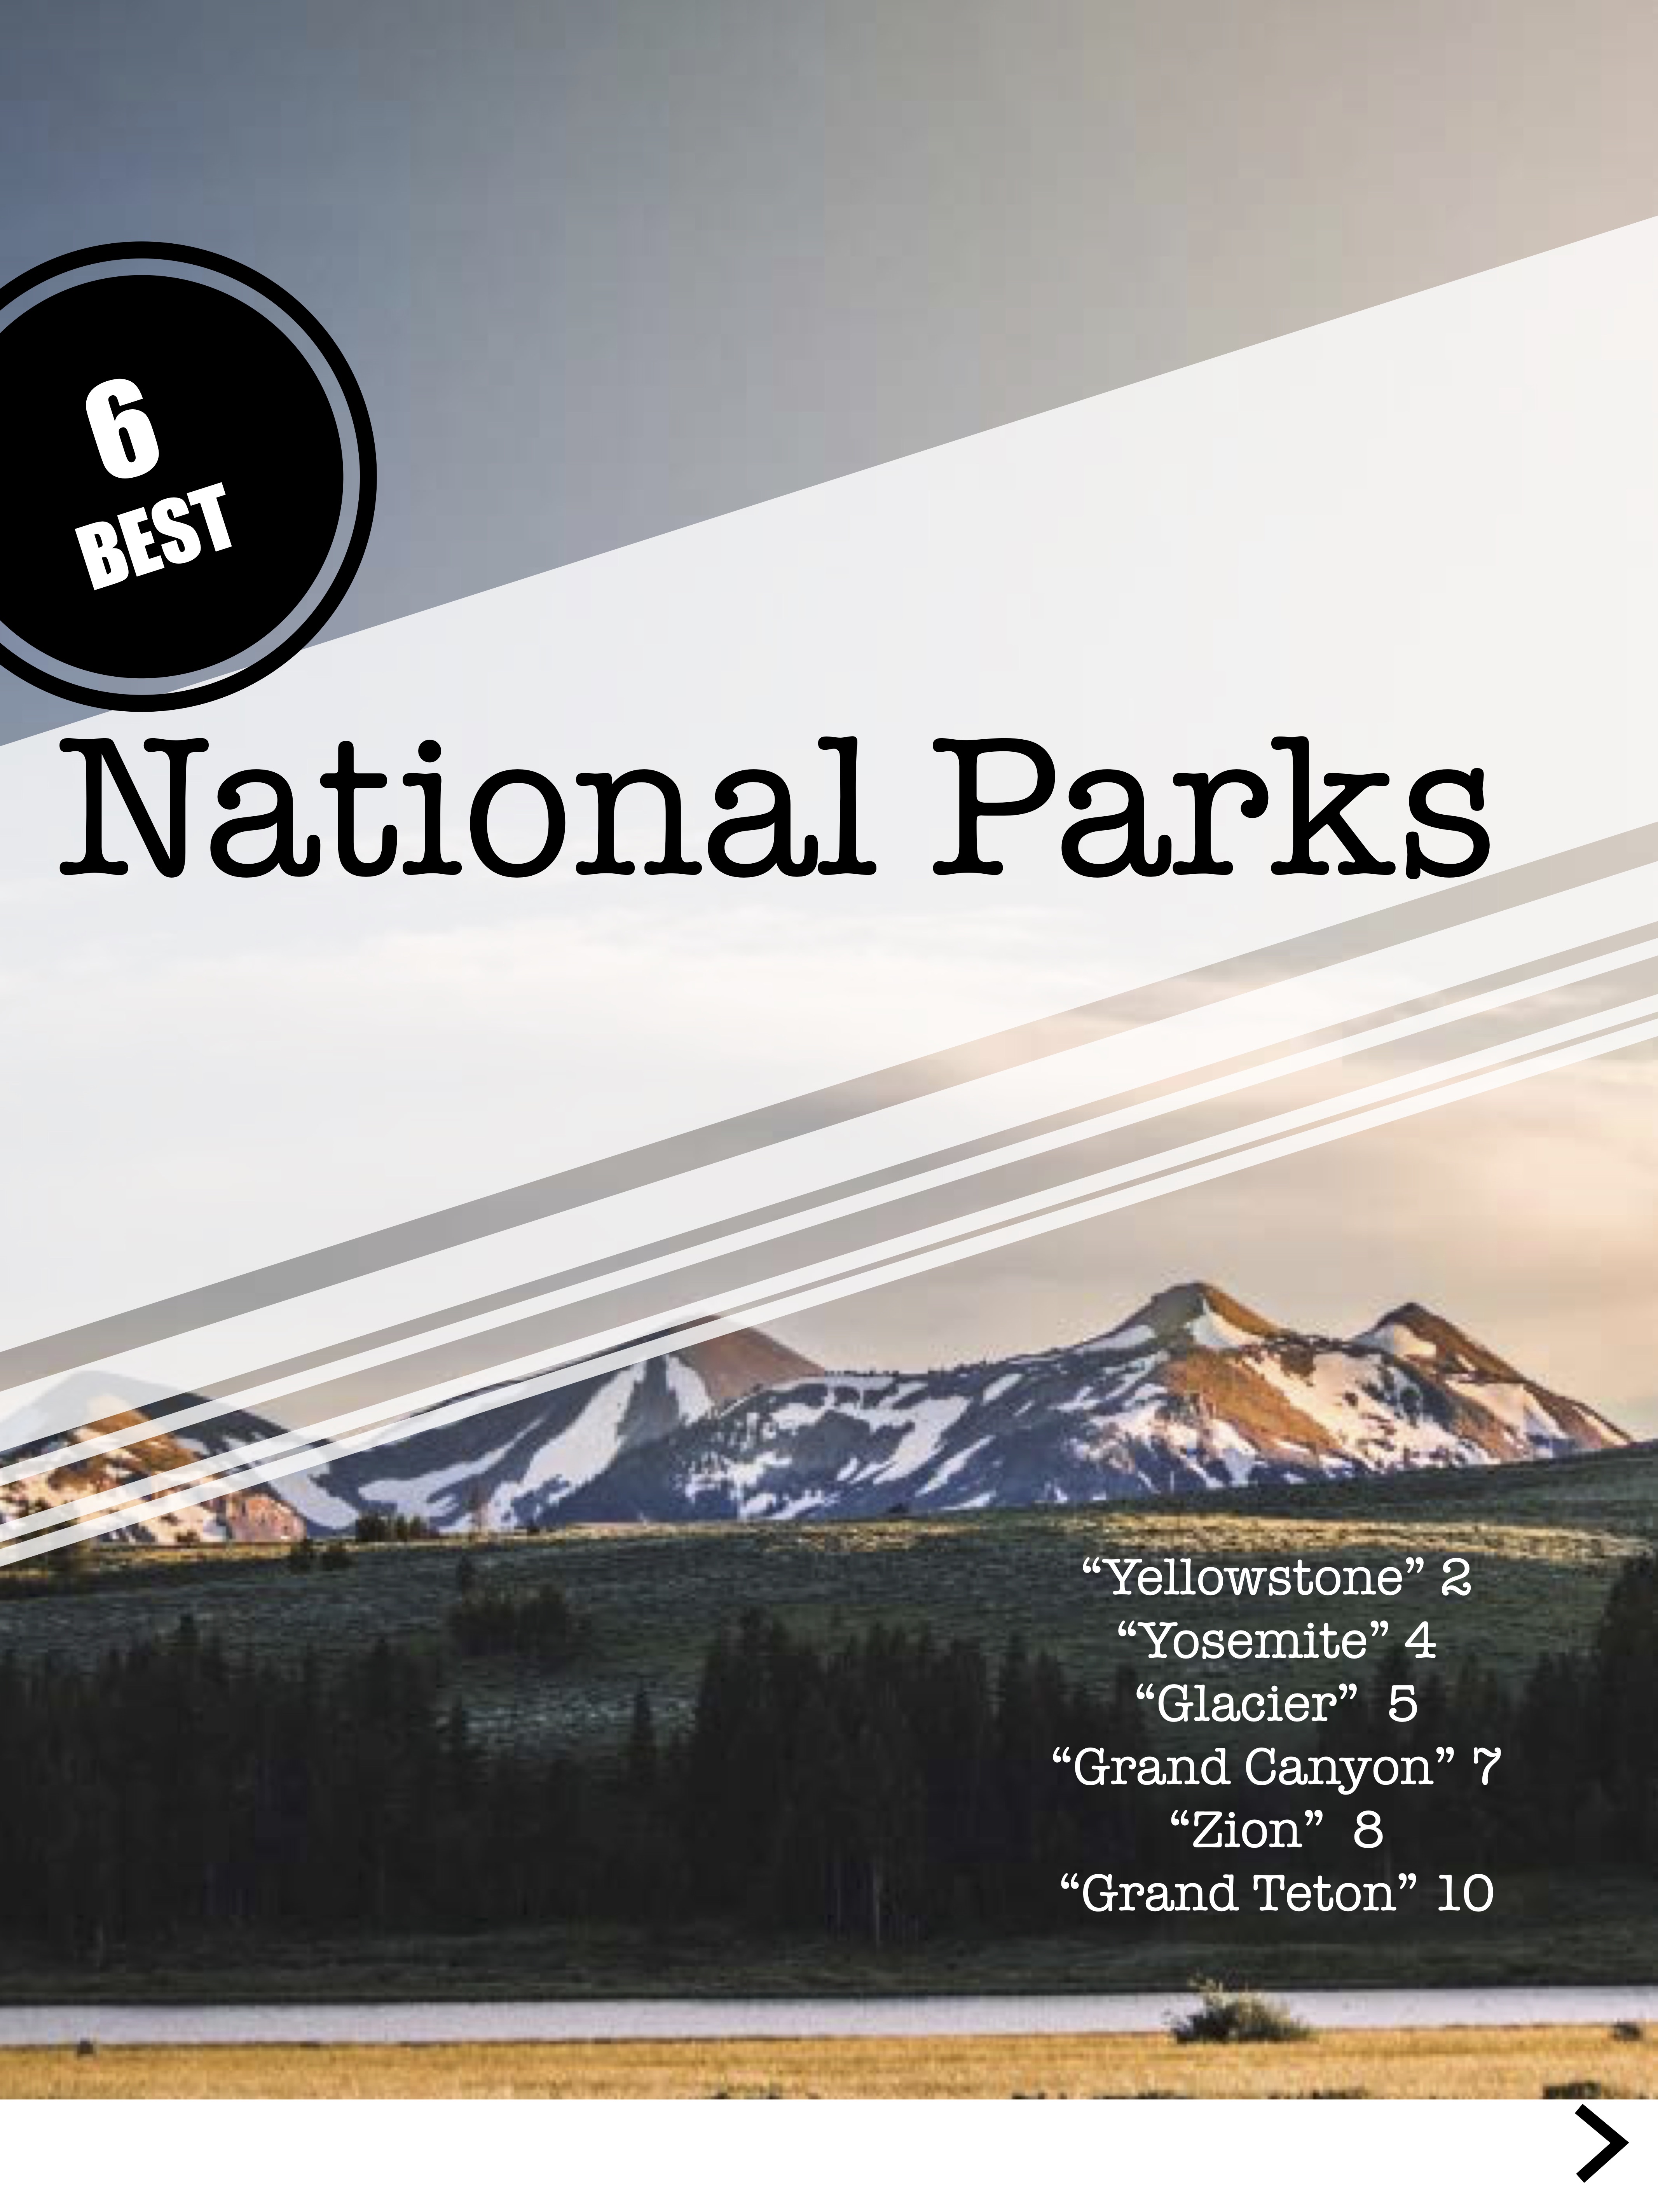 6
BEST
National Parks
“Yellowstone” 2
“Yosemite” 4
“Glacier”  5
“Grand Canyon” 7
“Zion”  8
“Grand Teton” 10